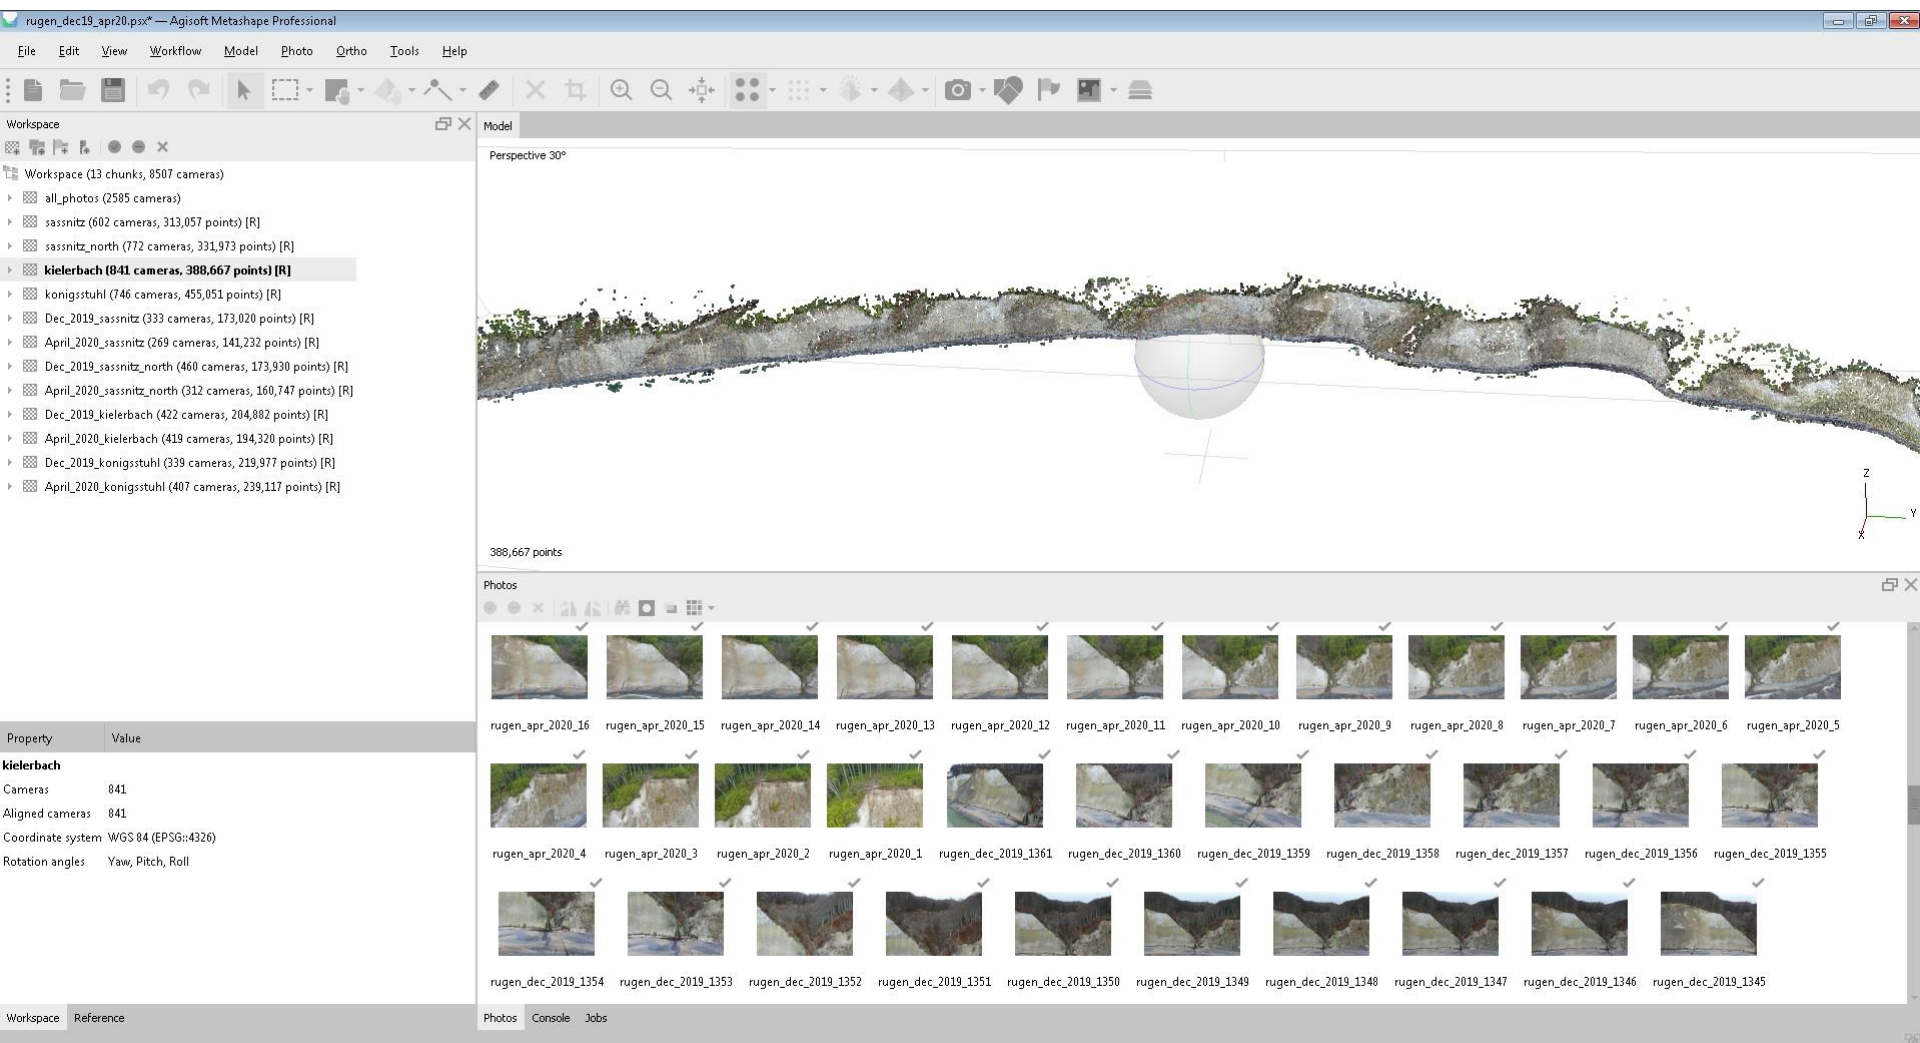 rugen_dec19_apr20.psx* — Agisoft Metashape Professional
File Edit View Workflow Model Photo Ortho Tools Help
Workspace
Workspace (13 chunks, 8507 cameras)
all_photos (2585 cameras)
sassnitz (602 cameras, 313,057 points) [R]
sassnitz_north (772 cameras, 331,973 points) [R]
kielerbach (841 cameras, 388,667 points) [R]
konigsstuhl (746 cameras, 455,051 points) [R]
Dec_2019_sassnitz (333 cameras, 173,020 points) [R]
April_2020_sassnitz (269 cameras, 141,232 points) [R]
Dec_2019_sassnitz_north (460 cameras, 173,930 points) [R]
April_2020_sassnitz_north (312 cameras, 160,747 points) [R]
Dec_2019_kielerbach (422 cameras, 204,882 points) [R]
April_2020_kielerbach (419 cameras, 194,320 points) [R]
Dec_2019_konigsstuhl (339 cameras, 219,977 points) [R]
April_2020_konigsstuhl (407 cameras, 239,117 points) [R]
Property Value
kielerbach
Cameras 841
Aligned cameras 841
Coordinate system WGS 84 (EPSG::4326)
Rotation angles Yaw, Pitch, Roll
Workspace Reference
Model
Perspective 30°
Z
Y
X
388,667 points
Photos
rugen_apr_2020_16 rugen_apr_2020_15 rugen_apr_2020_14 rugen_apr_2020_13 rugen_apr_2020_12 rugen_apr_2020_11 rugen_apr_2020_10 rugen_apr_2020_9 rugen_apr_2020_8 rugen_apr_2020_7 rugen_apr_2020_6 rugen_apr_2020_5
rugen_apr_2020_4 rugen_apr_2020_3 rugen_apr_2020_2 rugen_apr_2020_1 rugen_dec_2019_1361 rugen_dec_2019_1360 rugen_dec_2019_1359 rugen_dec_2019_1358 rugen_dec_2019_1357 rugen_dec_2019_1356 rugen_dec_2019_1355
rugen_dec_2019_1354 rugen_dec_2019_1353 rugen_dec_2019_1352 rugen_dec_2019_1351 rugen_dec_2019_1350 rugen_dec_2019_1349 rugen_dec_2019_1348 rugen_dec_2019_1347 rugen_dec_2019_1346 rugen_dec_2019_1345
Photos Console Jobs